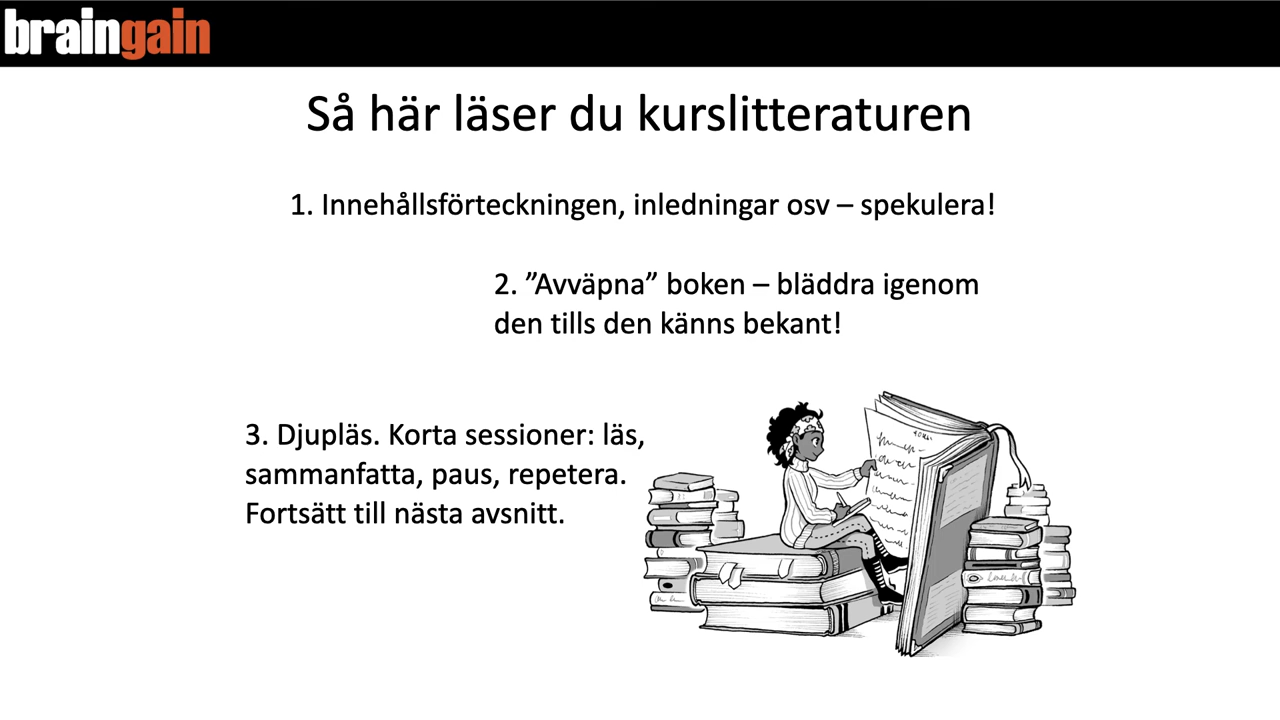 braingain
Så här läser du kurslitteraturen
1. Innehållsförteckningen, inledningar osv – spekulera!
2. ”Avväpna” boken – bläddra igenom
den tills den känns bekant!
3. Djupläs. Korta sessioner: läs,
sammanfatta, paus, repetera.
Fortsätt till nästa avsnitt.